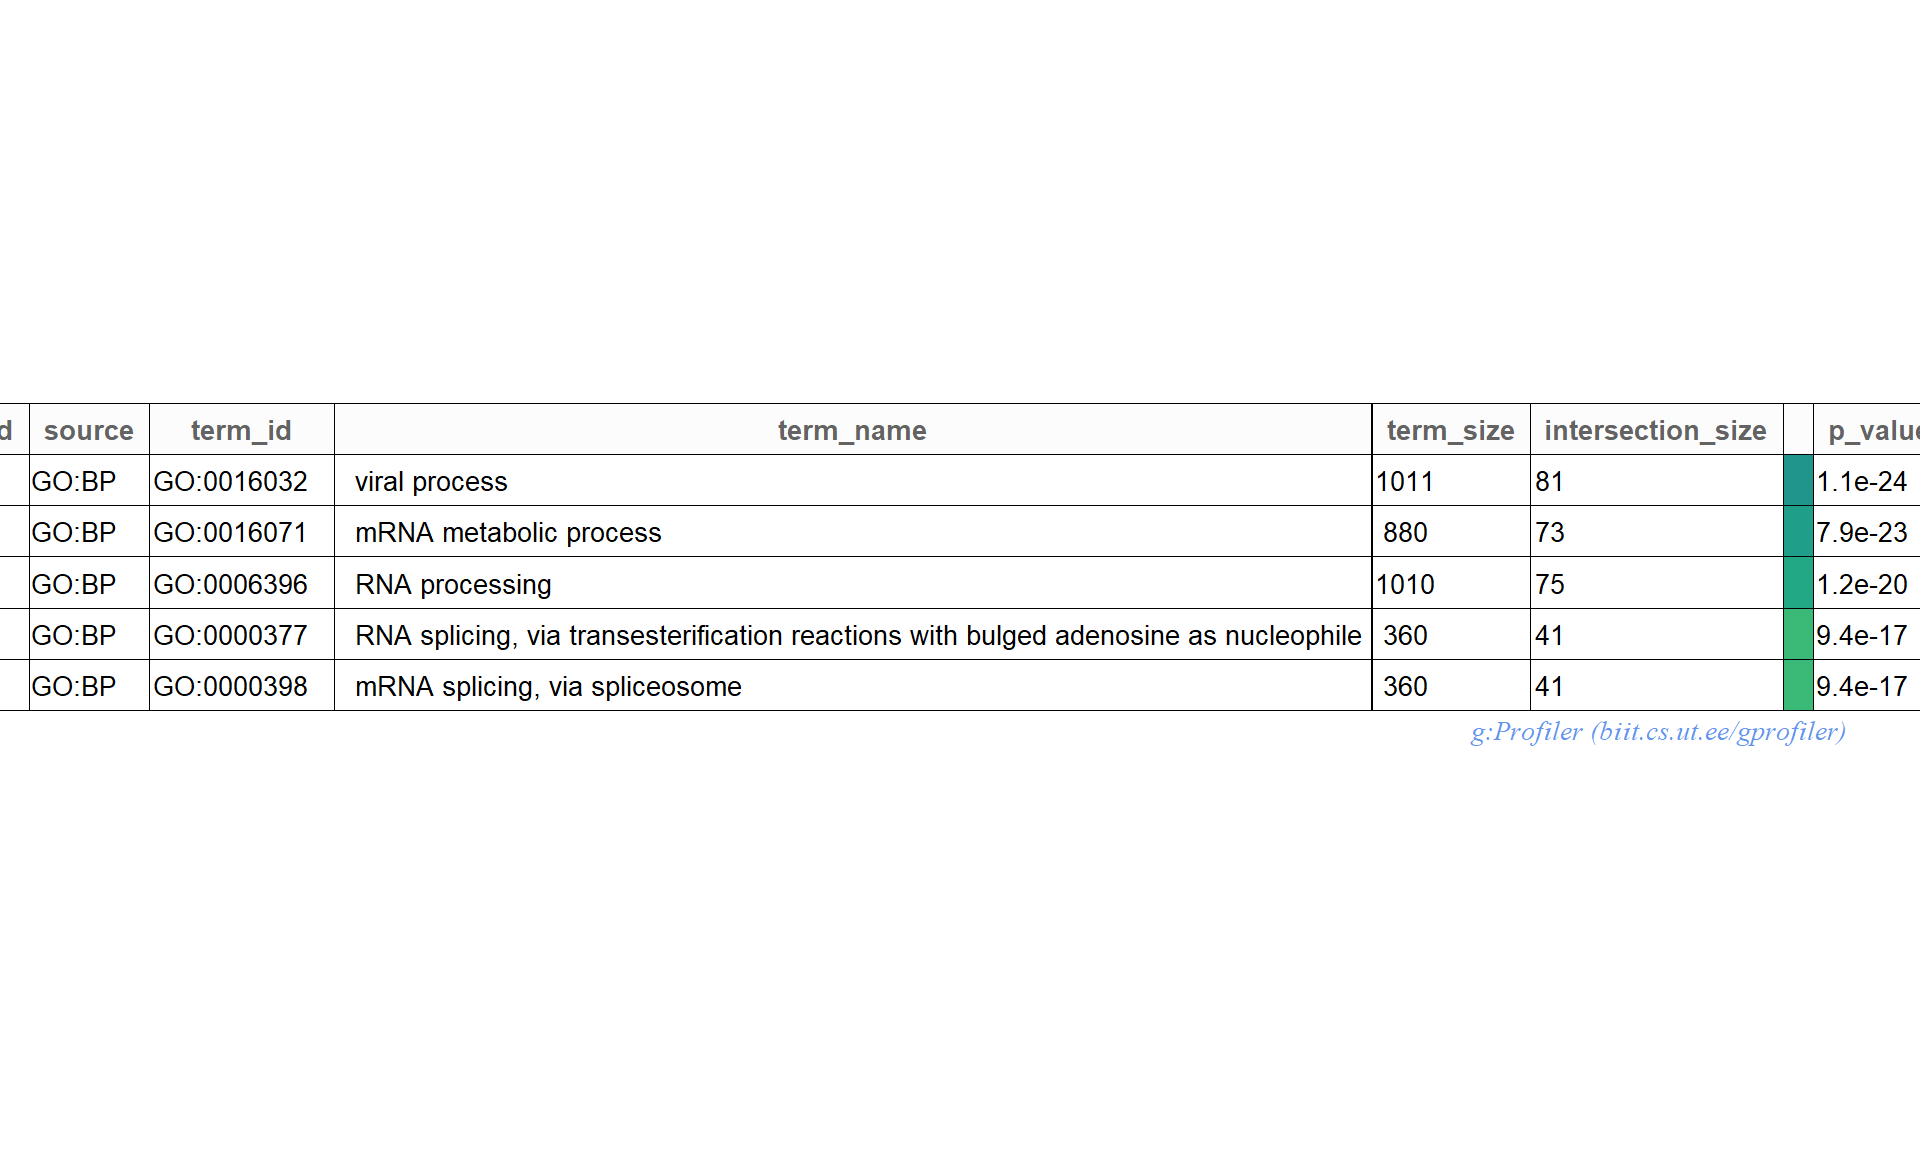 d source term_id term_name term_size intersection_size p_value
GO:BP GO:0016032 viral process 1011 81 1.1e-24
GO:BP GO:0016071 mRNA metabolic process 880 73 7.9e-23
GO:BP GO:0006396 RNA processing 1010 75 1.2e-20
GO:BP GO:0000377 RNA splicing, via transesterification reactions with bulged adenosine as nucleophile 360 41 9.4e-17
GO:BP GO:0000398 mRNA splicing, via spliceosome 360 41 9.4e-17
g:Profiler (biit.cs.ut.ee/gprofiler)